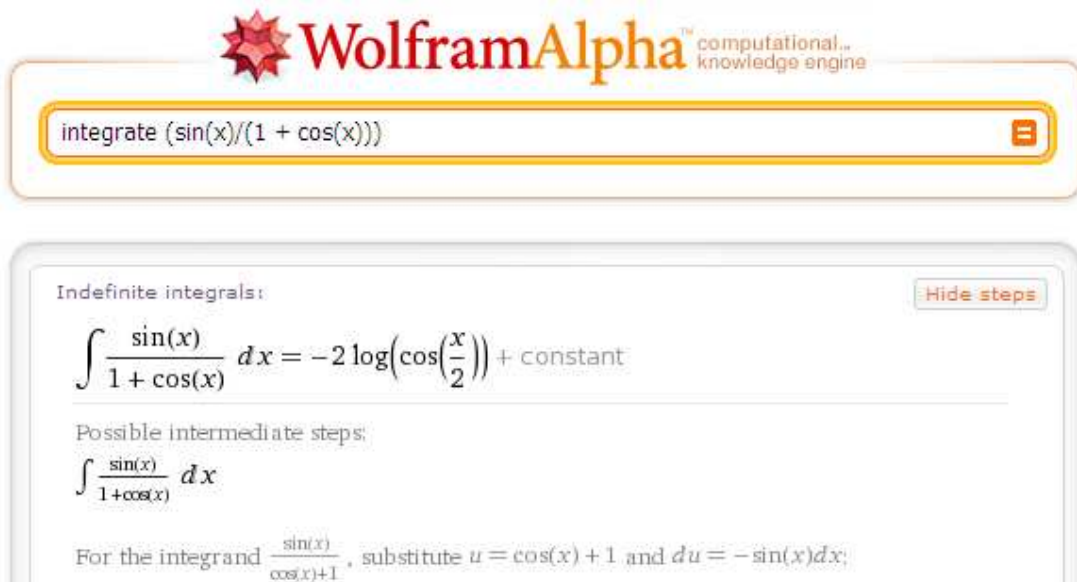 WolframAlpha™ computational..
knowledge engine
integrate (sin(x)/(1 + cos(x)))
Indefinite integrals:
Hide steps
∫ sin(x)/(1 + cos(x)) dx = −2 log(cos(x/2)) + constant
Possible intermediate steps:
∫ sin(x)/(1+cos(x)) dx
For the integrand sin(x)/(cos(x)+1), substitute u = cos(x) + 1 and du = −sin(x)dx: